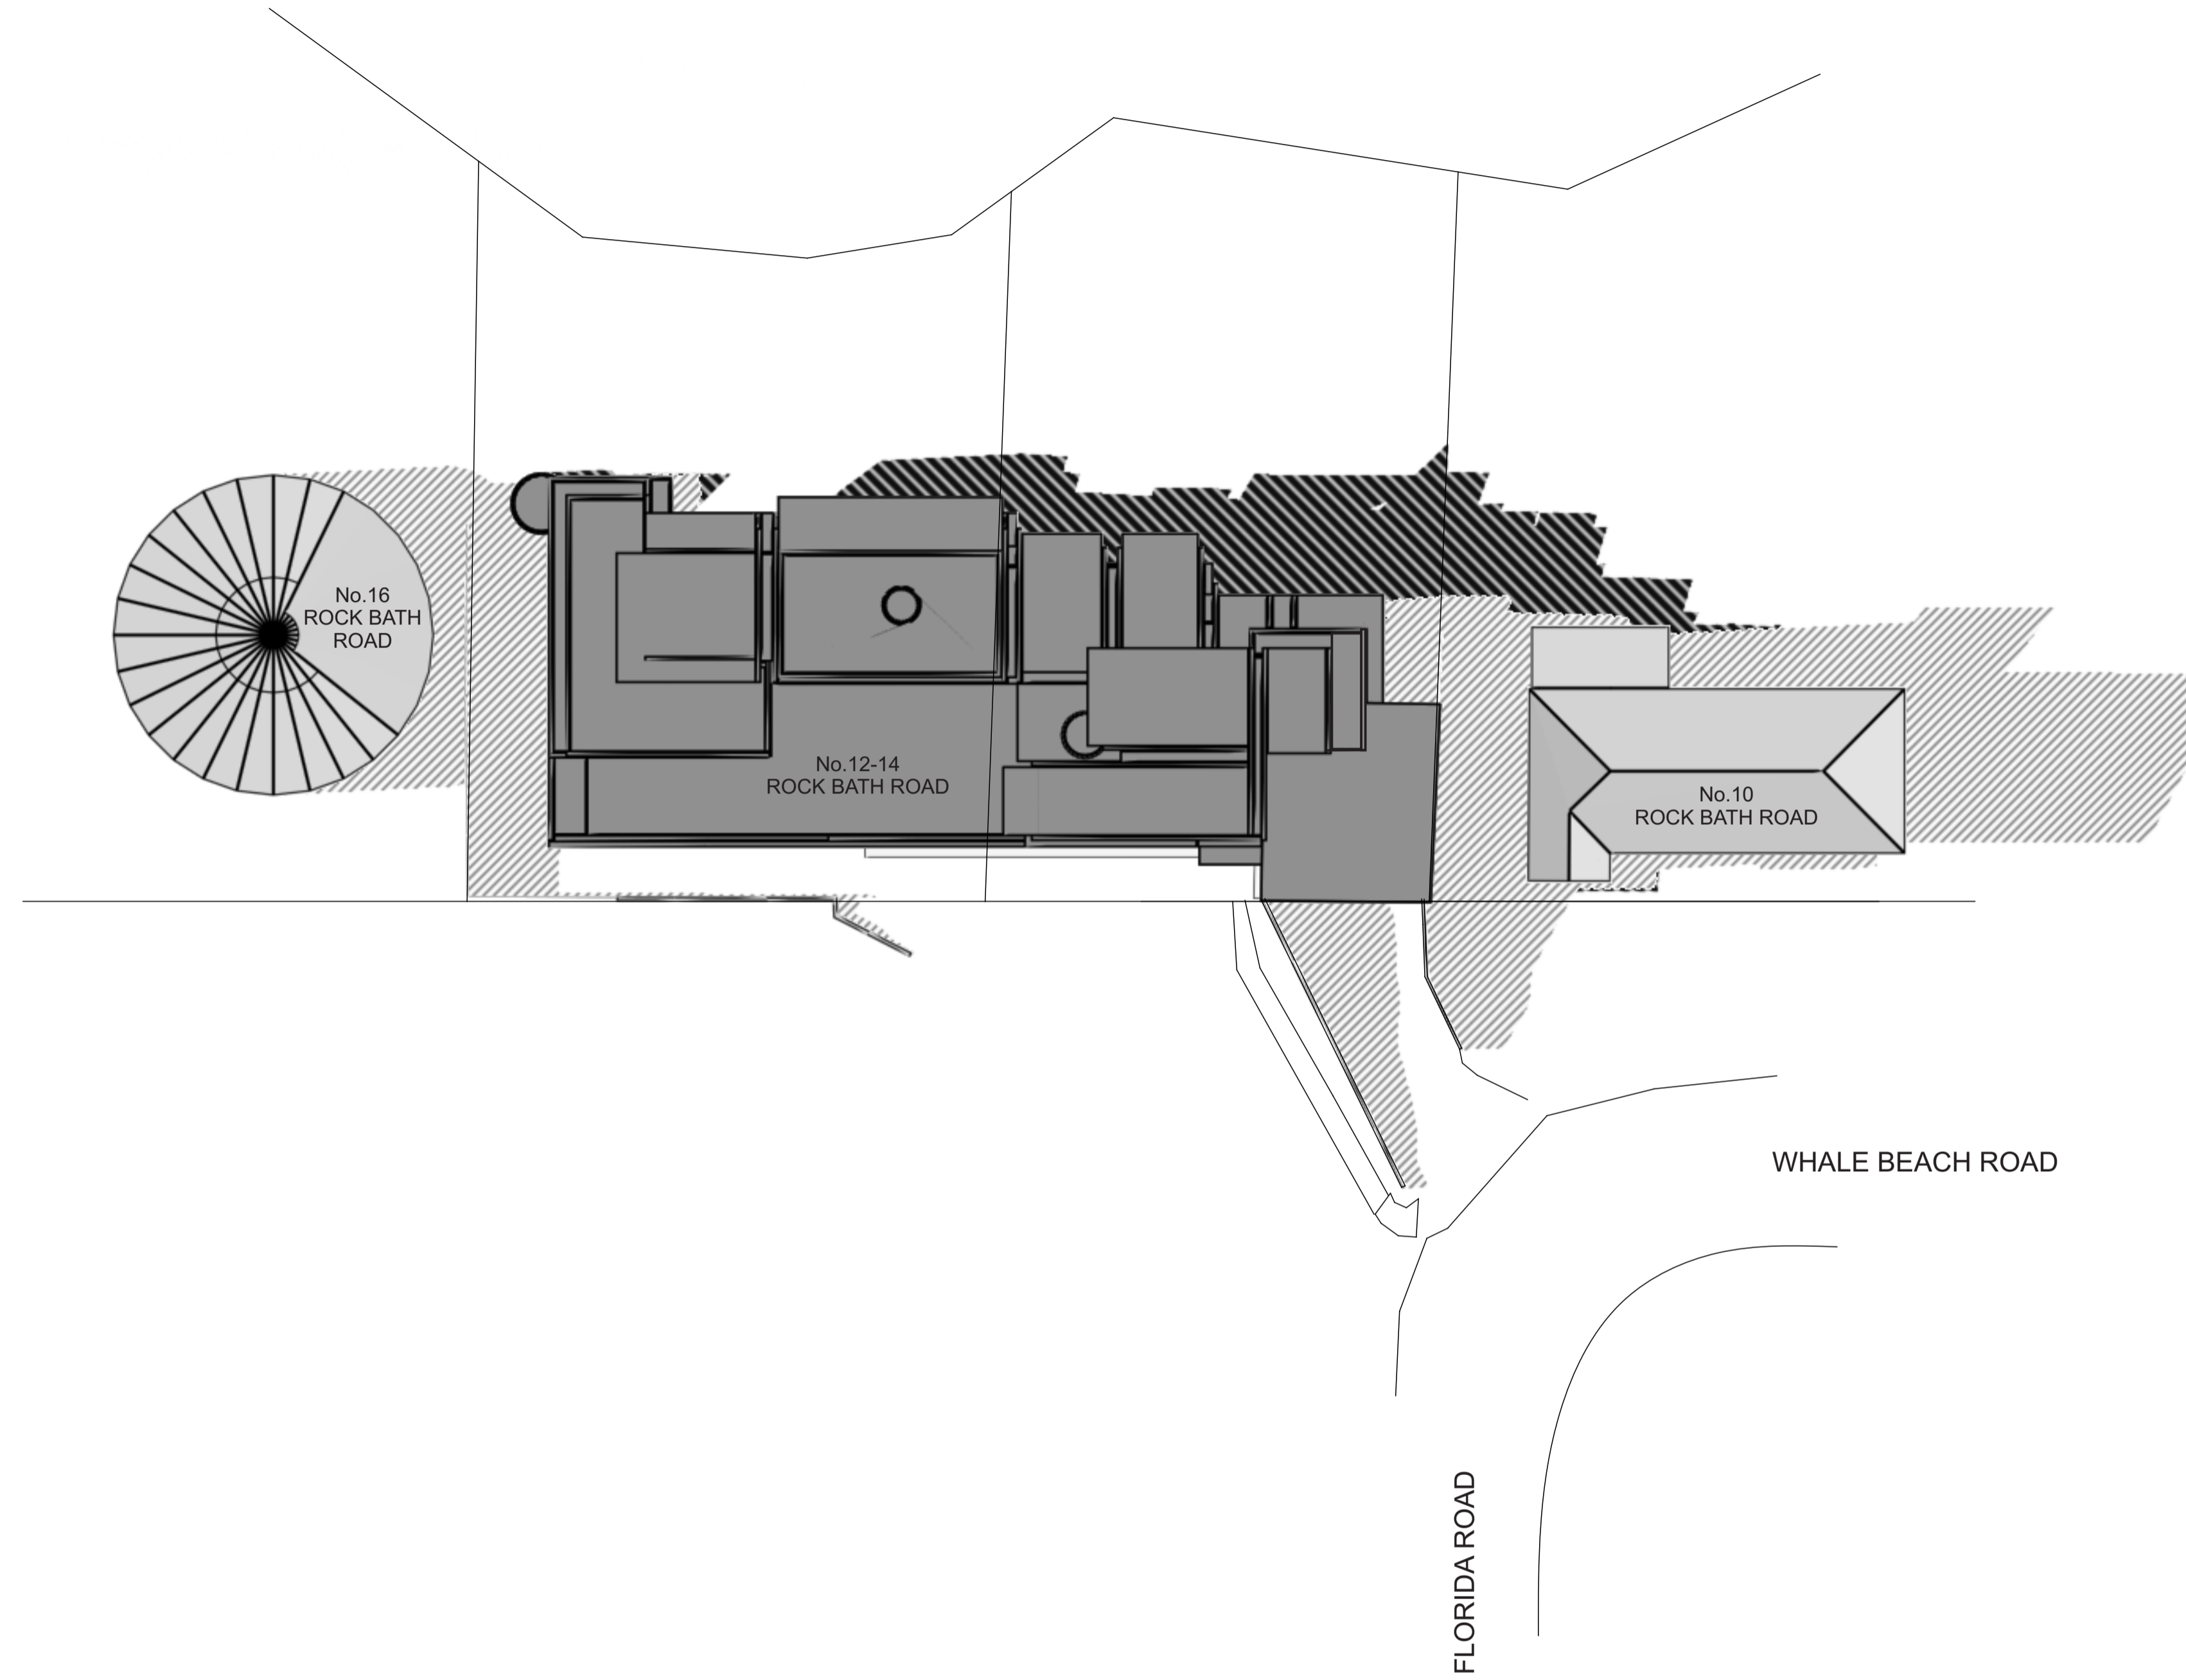 No.16
ROCK BATH
ROAD
No.12-14
ROCK BATH ROAD
No.10
ROCK BATH ROAD
WHALE BEACH ROAD
FLORIDA ROAD